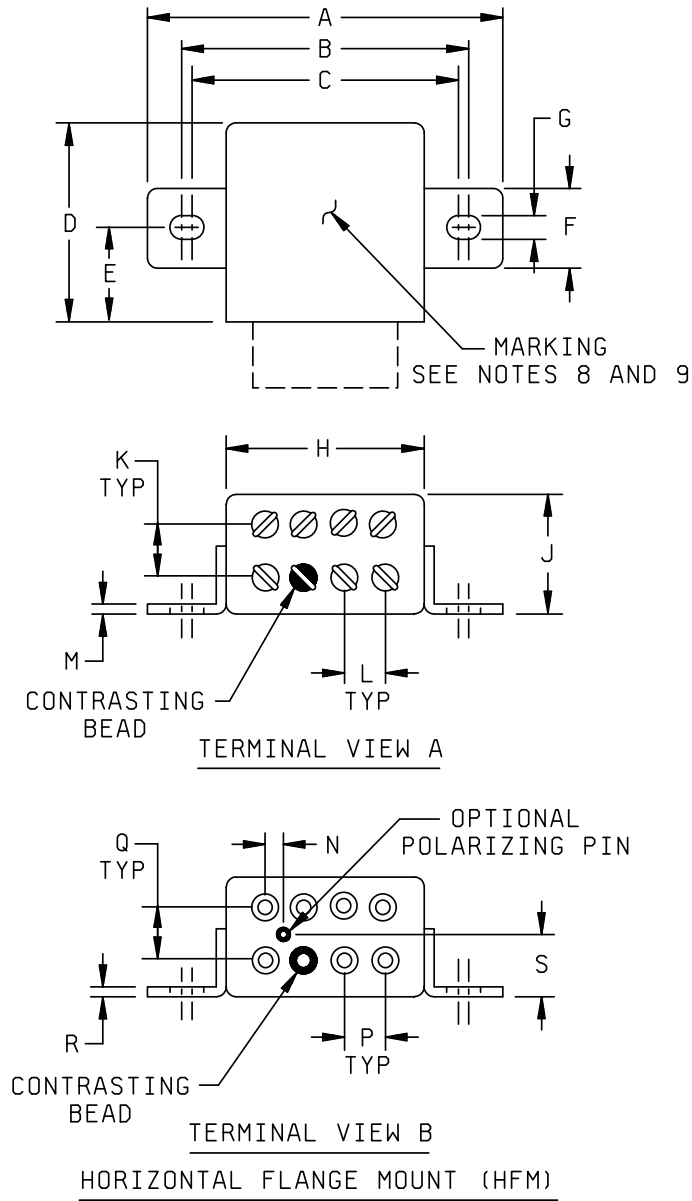 A
B
C
G
D
E
F
MARKING
SEE NOTES 8 AND 9
K
TYP
H
J
M
L
TYP
CONTRASTING
BEAD
TERMINAL VIEW A
OPTIONAL
POLARIZING PIN
Q
TYP
N
S
R
P
TYP
CONTRASTING
BEAD
TERMINAL VIEW B
HORIZONTAL FLANGE MOUNT (HFM)